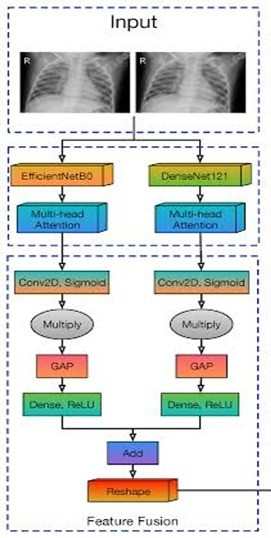 Input
R
R
EfficientNetB0
DenseNet121
Multi-head
Attention
Multi-head
Attention
Conv2D, Sigmoid
Conv2D, Sigmoid
Multiply
Multiply
GAP
GAP
Dense, ReLU
Dense, ReLU
Add
Reshape
Feature Fusion